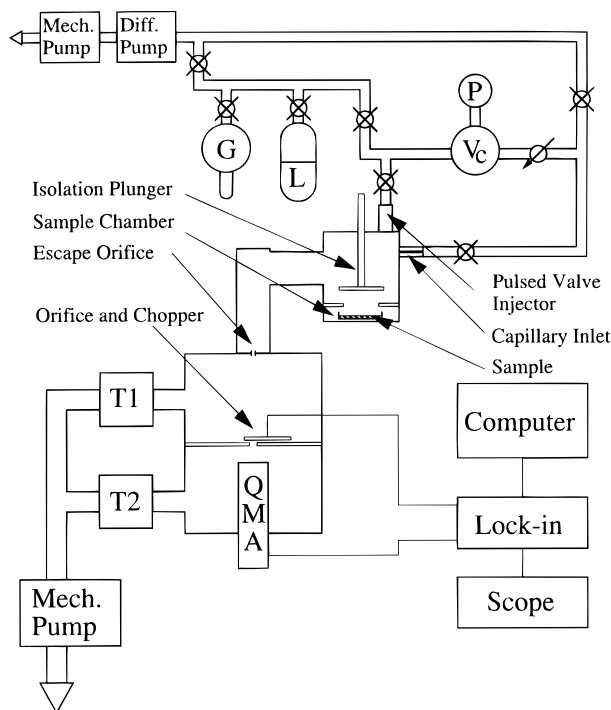 Mech.
Pump
Diff.
Pump
P
G
L
Vc
Isolation Plunger
Sample Chamber
Escape Orifice
Pulsed Valve
Injector
Orifice and Chopper
Capillary Inlet
Sample
T1
Computer
T2
Q
M
A
Lock-in
Mech.
Pump
Scope